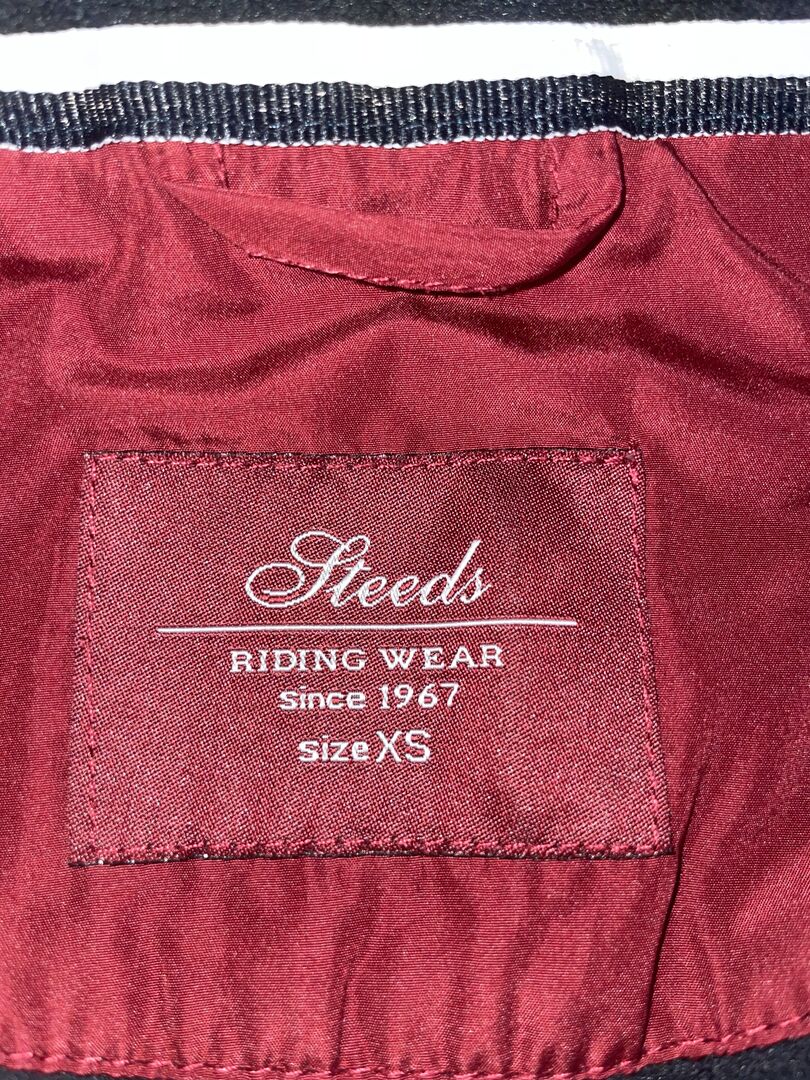 Steeds
RIDING WEAR
since 1967
size XS